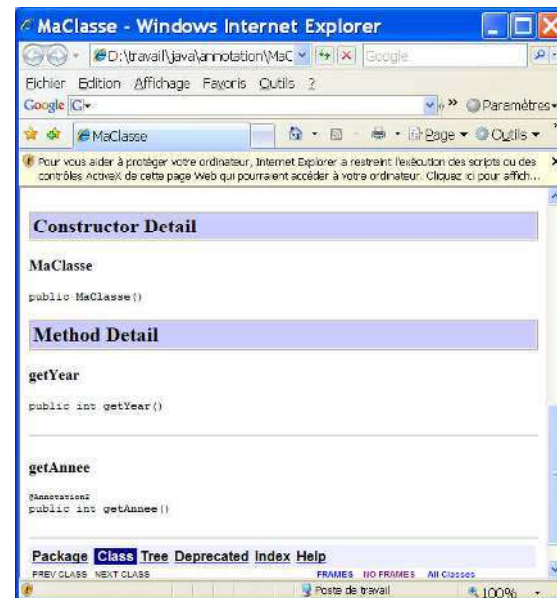 MaClasse - Windows Internet Explorer
D:\travail\java\annotation\MaC Google
Fichier Edition Affichage Favoris Outils ?
Google G >> Paramètres
MaClasse Page Outils >>
Pour vous aider à protéger votre ordinateur, Internet Explorer a restreint l'exécution des scripts ou des
contrôles ActiveX de cette page Web qui pourraient accéder à votre ordinateur. Cliquez ici pour affich...
Constructor Detail
MaClasse
public MaClasse()
Method Detail
getYear
public int getYear()
getAnnee
@Annotation2
public int getAnnee()
Package Class Tree Deprecated Index Help
PREV CLASS NEXT CLASS FRAMES NO FRAMES All Classes
Poste de travail 100%